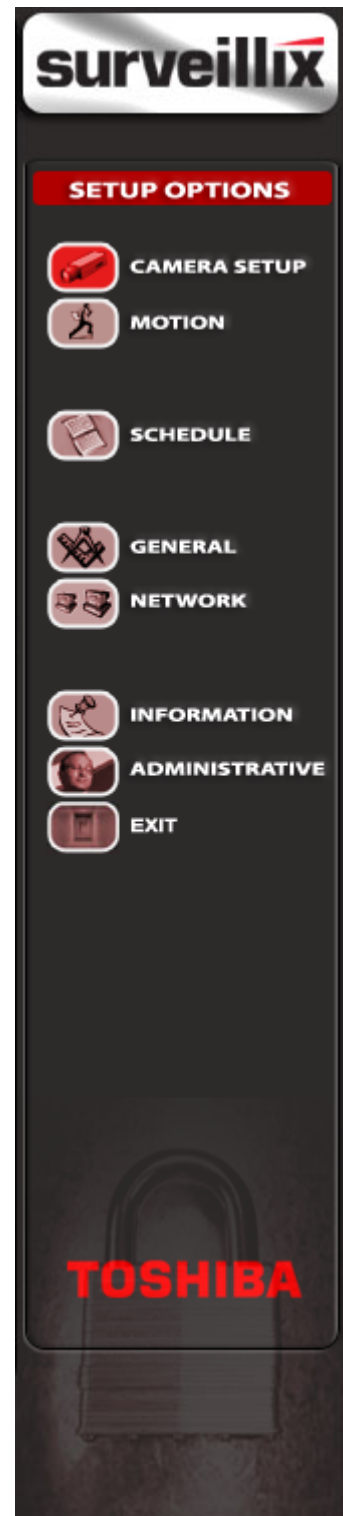 surveillix
SETUP OPTIONS
CAMERA SETUP
MOTION
SCHEDULE
GENERAL
NETWORK
INFORMATION
ADMINISTRATIVE
EXIT
TOSHIBA